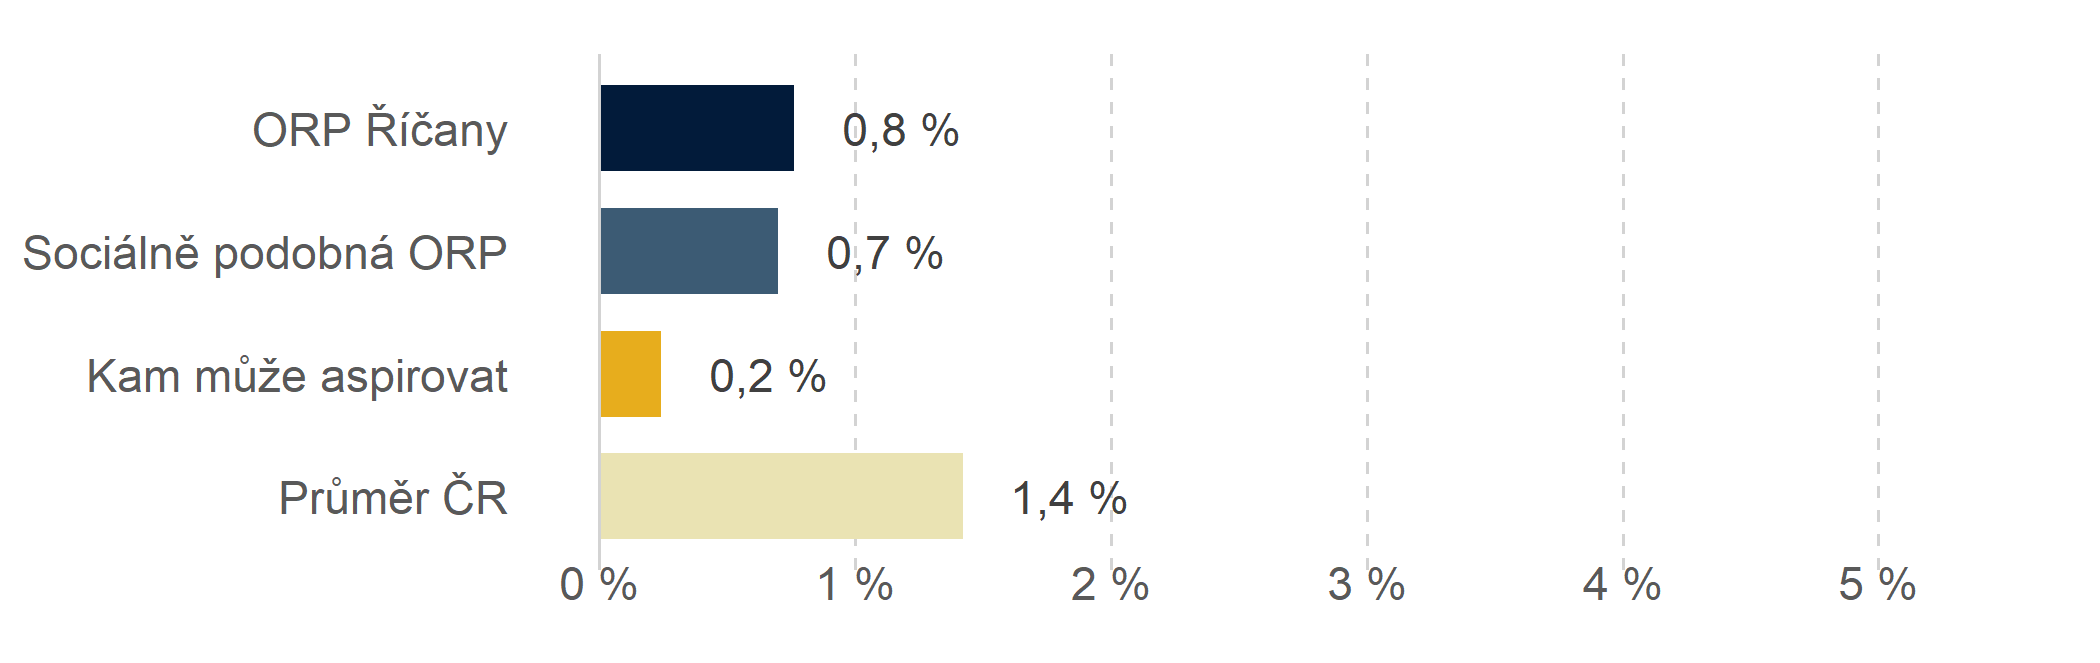 ORP Říčany 0,8 %
Sociálně podobná ORP 0,7 %
Kam může aspirovat 0,2 %
Průměr ČR 1,4 %
0 % 1 % 2 % 3 % 4 % 5 %